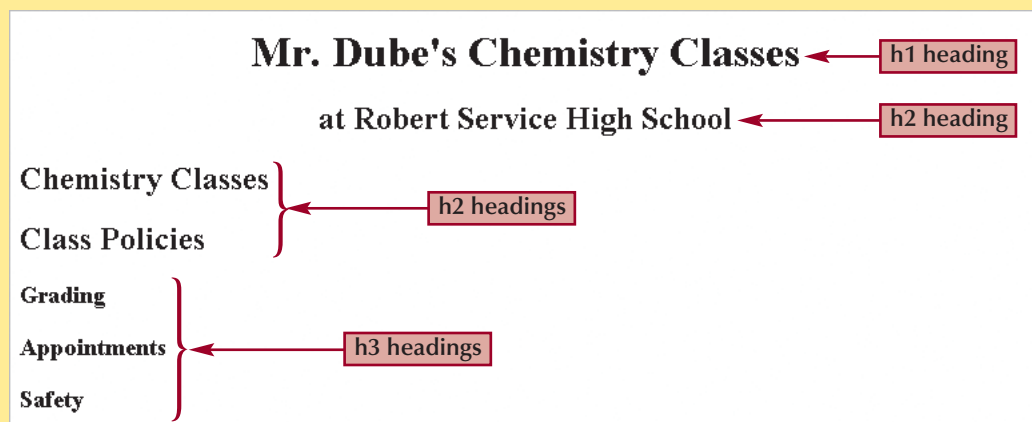 Mr. Dube's Chemistry Classes h1 heading
at Robert Service High School h2 heading
Chemistry Classes
h2 headings
Class Policies
Grading
Appointments h3 headings
Safety